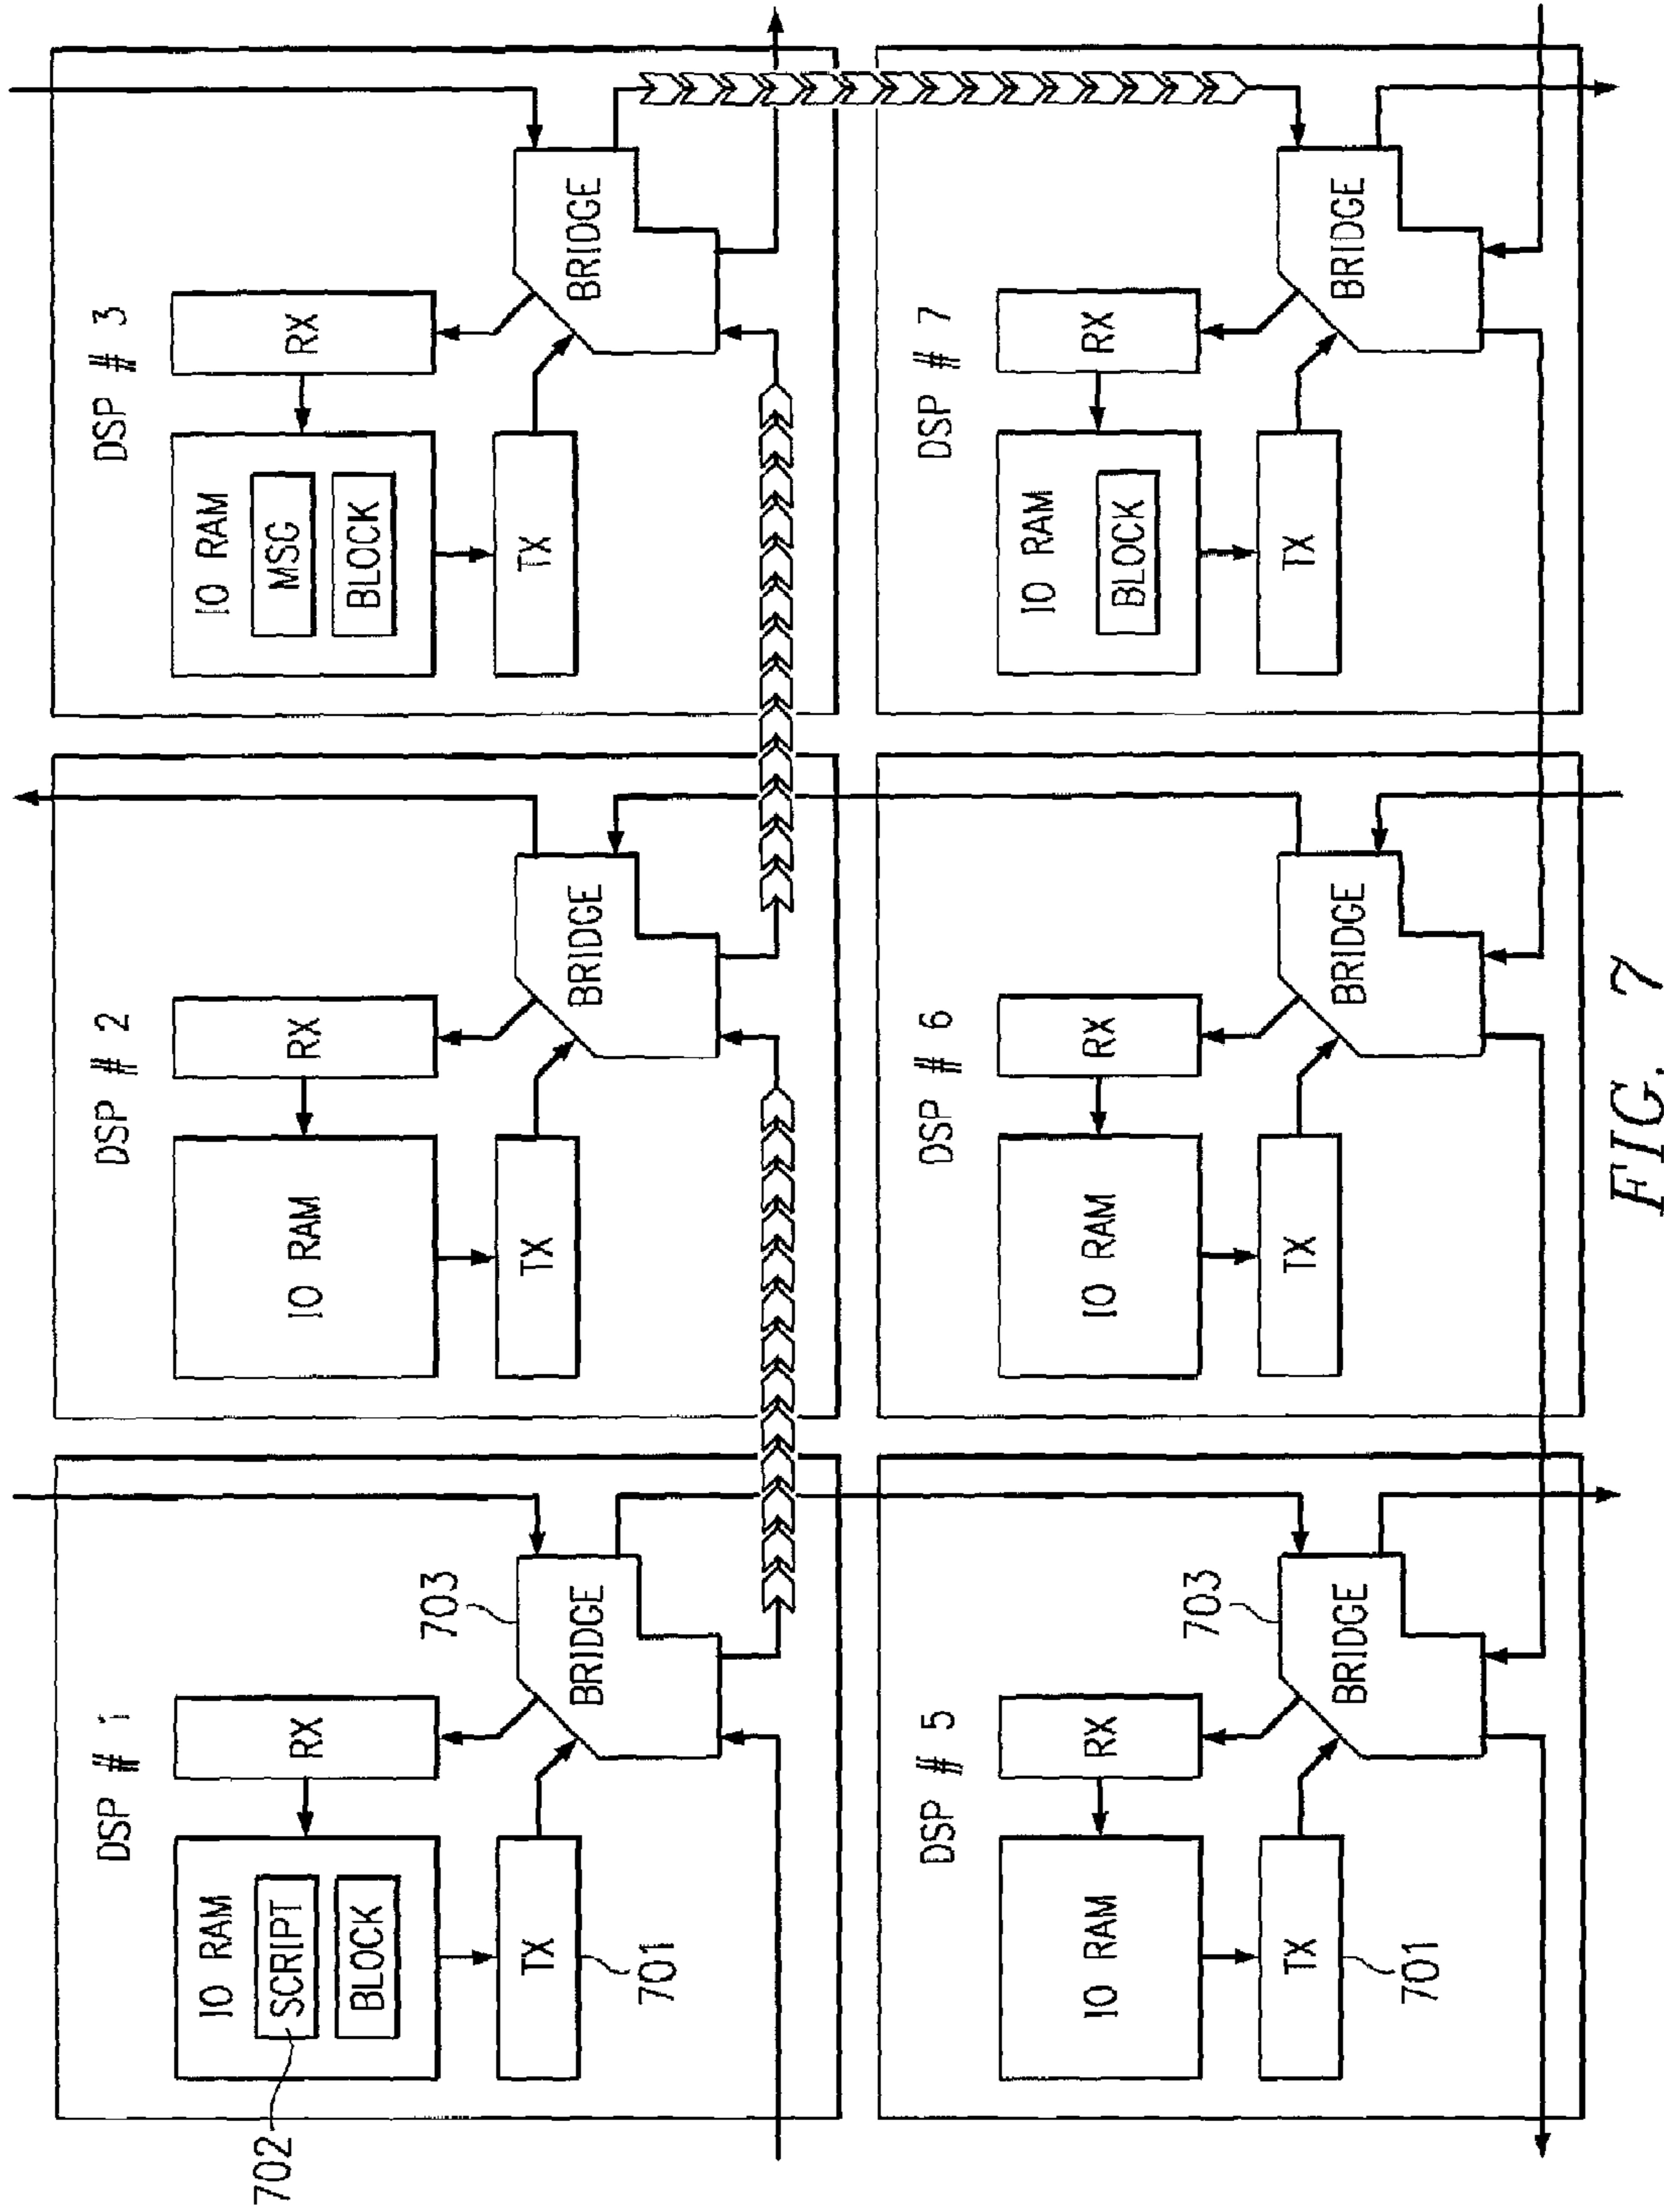 DSP # 1
IO RAM
SCRIPT
BLOCK
702
RX
TX
701
BRIDGE
703
DSP # 2
IO RAM
RX
TX
BRIDGE
DSP # 3
IO RAM
MSG
BLOCK
RX
TX
BRIDGE
DSP # 5
IO RAM
RX
TX
701
BRIDGE
703
DSP # 6
IO RAM
RX
TX
BRIDGE
DSP # 7
IO RAM
BLOCK
RX
TX
BRIDGE
FIG. 7